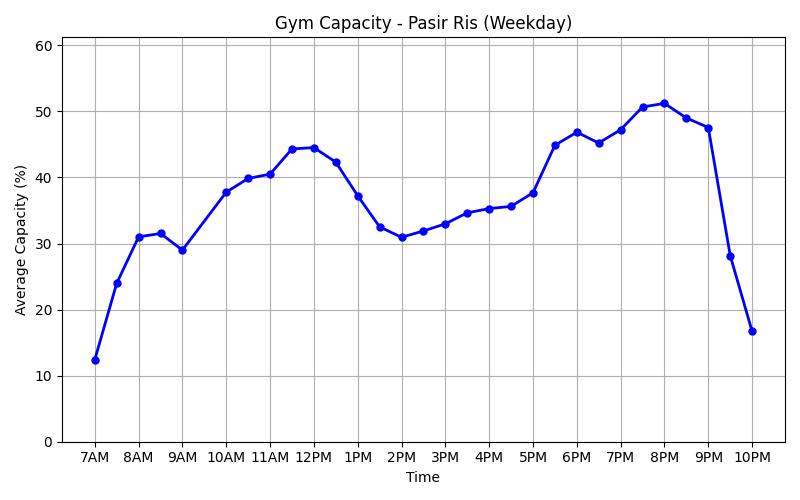 Gym Capacity - Pasir Ris (Weekday)
Average Capacity (%)
60
50
40
30
20
10
0
7AM 8AM 9AM 10AM 11AM 12PM 1PM 2PM 3PM 4PM 5PM 6PM 7PM 8PM 9PM 10PM
Time